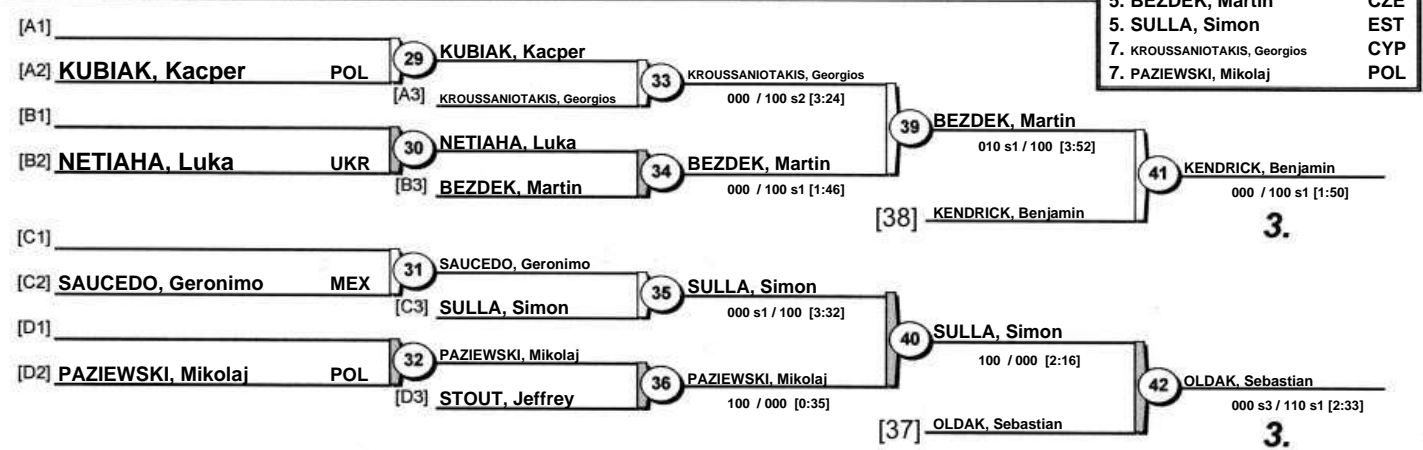 5. BEZDEK, Martin CZE
5. SULLA, Simon EST
7. KROUSSANIOTAKIS, Georgios CYP
7. PAZIEWSKI, Mikolaj POL
[A1]
[A2] KUBIAK, Kacper POL
29
KUBIAK, Kacper
[A3] KROUSSANIOTAKIS, Georgios
33
KROUSSANIOTAKIS, Georgios
000 / 100 s2 [3:24]
[B1]
[B2] NETIAHA, Luka UKR
30
NETIAHA, Luka
[B3] BEZDEK, Martin
34
BEZDEK, Martin
000 / 100 s1 [1:46]
39
BEZDEK, Martin
010 s1 / 100 [3:52]
[38] KENDRICK, Benjamin
41
KENDRICK, Benjamin
000 / 100 s1 [1:50]
3.
[C1]
[C2] SAUCEDO, Geronimo MEX
31
SAUCEDO, Geronimo
[C3] SULLA, Simon
35
SULLA, Simon
000 s1 / 100 [3:32]
[D1]
[D2] PAZIEWSKI, Mikolaj POL
32
PAZIEWSKI, Mikolaj
[D3] STOUT, Jeffrey
36
PAZIEWSKI, Mikolaj
100 / 000 [0:35]
40
SULLA, Simon
100 / 000 [2:16]
[37] OLDAK, Sebastian
42
OLDAK, Sebastian
000 s3 / 110 s1 [2:33]
3.